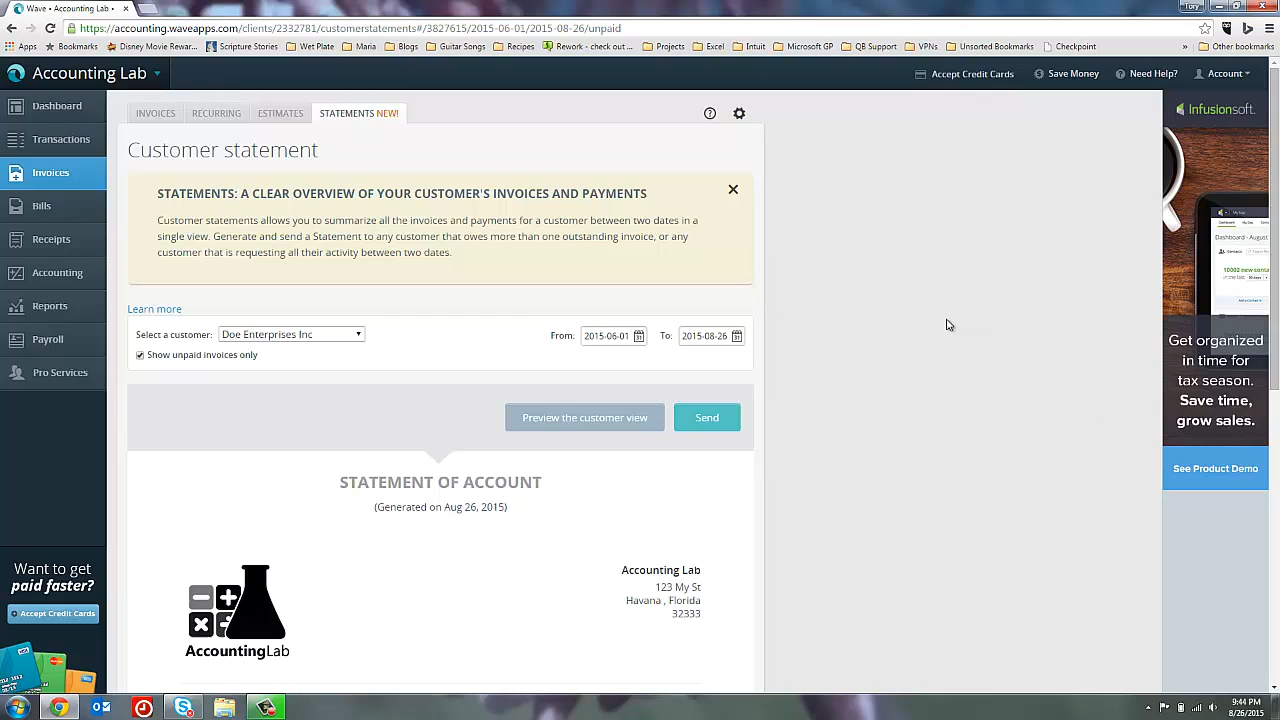 Wave • Accounting Lab •
Tory
https://accounting.waveapps.com/clients/2332781/customerstatements#/3827615/2015-06-01/2015-08-26/unpaid
Apps Bookmarks Disney Movie Rewar... Scripture Stories Wet Plate Maria Blogs Guitar Songs Recipes Rework - check out ... Projects Excel Intuit Microsoft GP QB Support VPNs Unsorted Bookmarks Checkpoint » Other bookmarks
Accounting Lab
Accept Credit Cards Save Money Need Help? Account
Dashboard
Transactions
Invoices
Bills
Receipts
Accounting
Reports
Payroll
Pro Services
Want to get
paid faster?
+ Accept Credit Cards
INVOICES RECURRING ESTIMATES STATEMENTS NEW!
Customer statement
STATEMENTS: A CLEAR OVERVIEW OF YOUR CUSTOMER'S INVOICES AND PAYMENTS
Customer statements allows you to summarize all the invoices and payments for a customer between two dates in a
single view. Generate and send a Statement to any customer that owes more than one outstanding invoice, or any
customer that is requesting all their activity between two dates.
Learn more
Select a customer: Doe Enterprises Inc From: 2015-06-01 To: 2015-08-26
Show unpaid invoices only
Preview the customer view Send
STATEMENT OF ACCOUNT
(Generated on Aug 26, 2015)
AccountingLab
Accounting Lab
123 My St
Havana , Florida
32333
Infusionsoft.
Dashboard - August
Contacts
10002 new conta
in the last
Get organized
in time for
tax season.
Save time,
grow sales.
See Product Demo
9:44 PM
8/26/2015